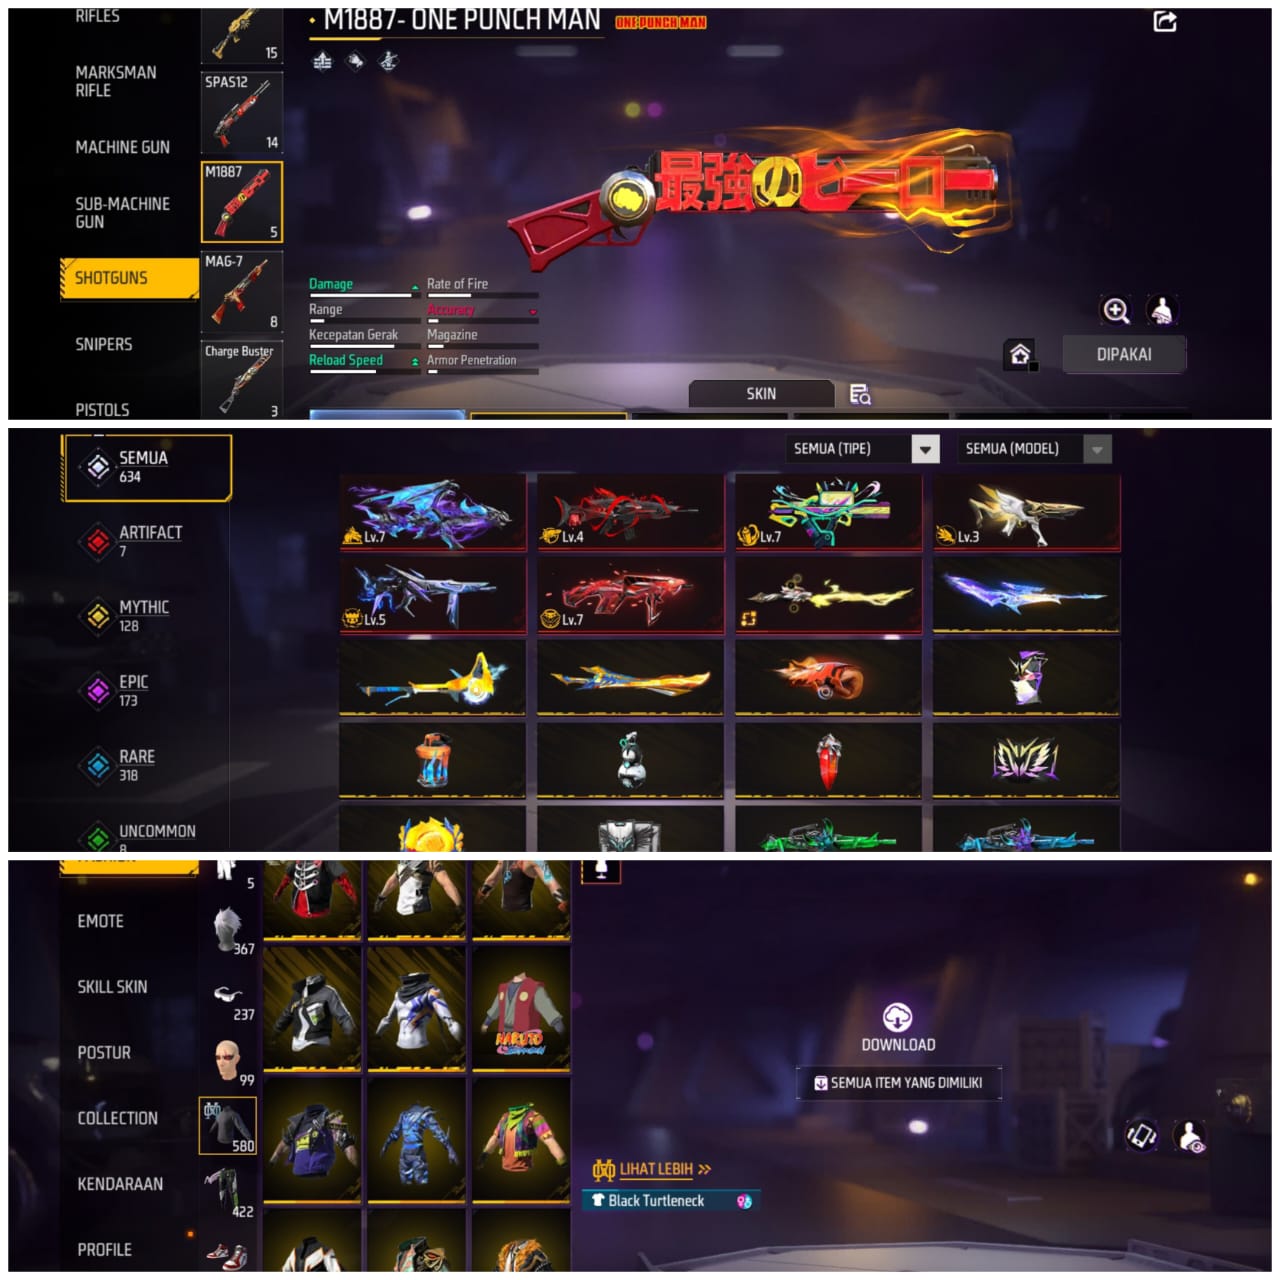 RIFLES
MARKSMAN
RIFLE
MACHINE GUN
SUB-MACHINE
GUN
SHOTGUNS
SNIPERS
PISTOLS
15
SPAS12
14
M1887
5
MAG-7
8
Charge Buster
3
M1887- ONE PUNCH MAN
ONE PUNCH MAN
最強のヒーロー
Damage
Rate of Fire
Range
Accuracy
Kecepatan Gerak
Magazine
Reload Speed
Armor Penetration
DIPAKAI
SKIN
SEMUA
634
ARTIFACT
7
MYTHIC
128
EPIC
173
RARE
318
UNCOMMON
8
SEMUA (TIPE)
SEMUA (MODEL)
Lv.7
Lv.4
Lv.7
Lv.3
Lv.5
Lv.7
EMOTE
SKILL SKIN
POSTUR
COLLECTION
KENDARAAN
PROFILE
5
367
237
99
580
422
NARUTO
SHIPPUDEN
DOWNLOAD
SEMUA ITEM YANG DIMILIKI
LIHAT LEBIH >>
Black Turtleneck